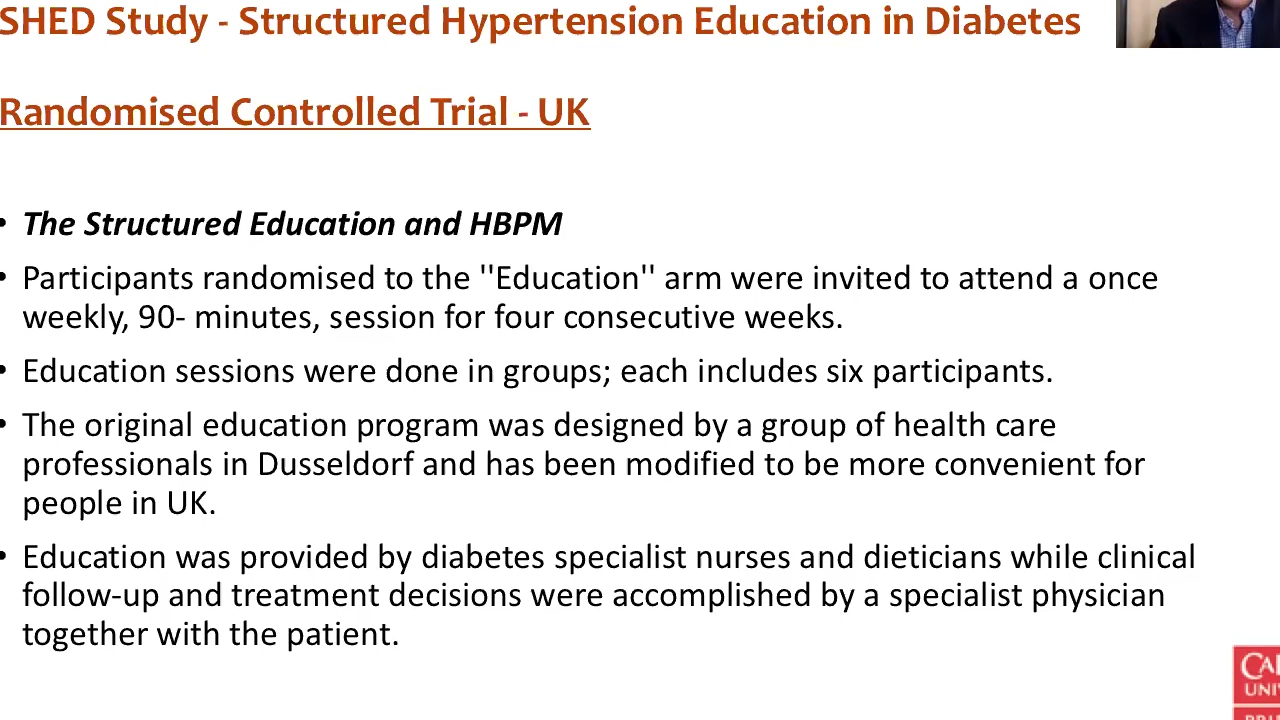 SHED Study - Structured Hypertension Education in Diabetes
Randomised Controlled Trial - UK
• The Structured Education and HBPM
• Participants randomised to the ''Education'' arm were invited to attend a once
weekly, 90- minutes, session for four consecutive weeks.
• Education sessions were done in groups; each includes six participants.
• The original education program was designed by a group of health care
professionals in Dusseldorf and has been modified to be more convenient for
people in UK.
• Education was provided by diabetes specialist nurses and dieticians while clinical
follow-up and treatment decisions were accomplished by a specialist physician
together with the patient.